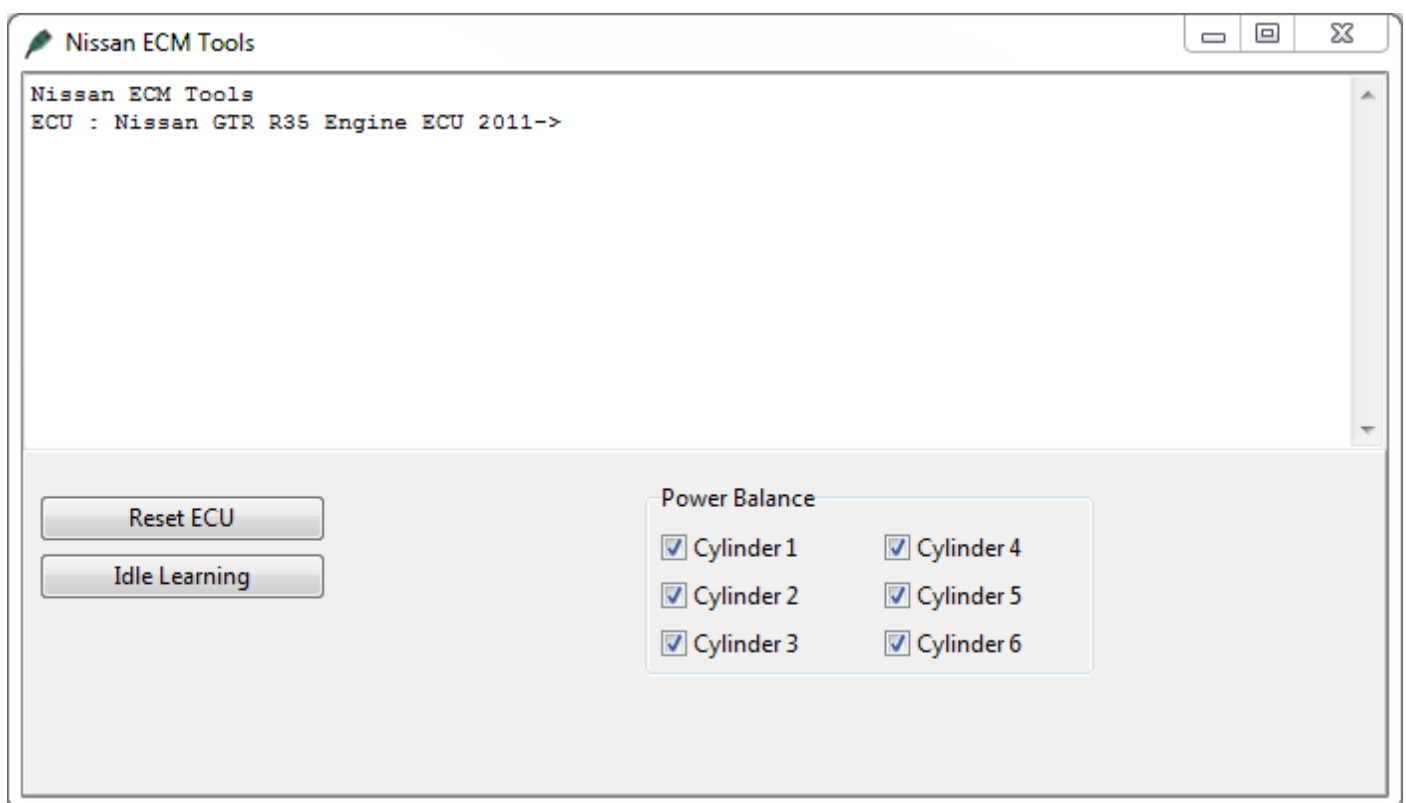 Nissan ECM Tools
Nissan ECM Tools
ECU : Nissan GTR R35 Engine ECU 2011->
Reset ECU
Idle Learning
Power Balance
Cylinder 1
Cylinder 4
Cylinder 2
Cylinder 5
Cylinder 3
Cylinder 6